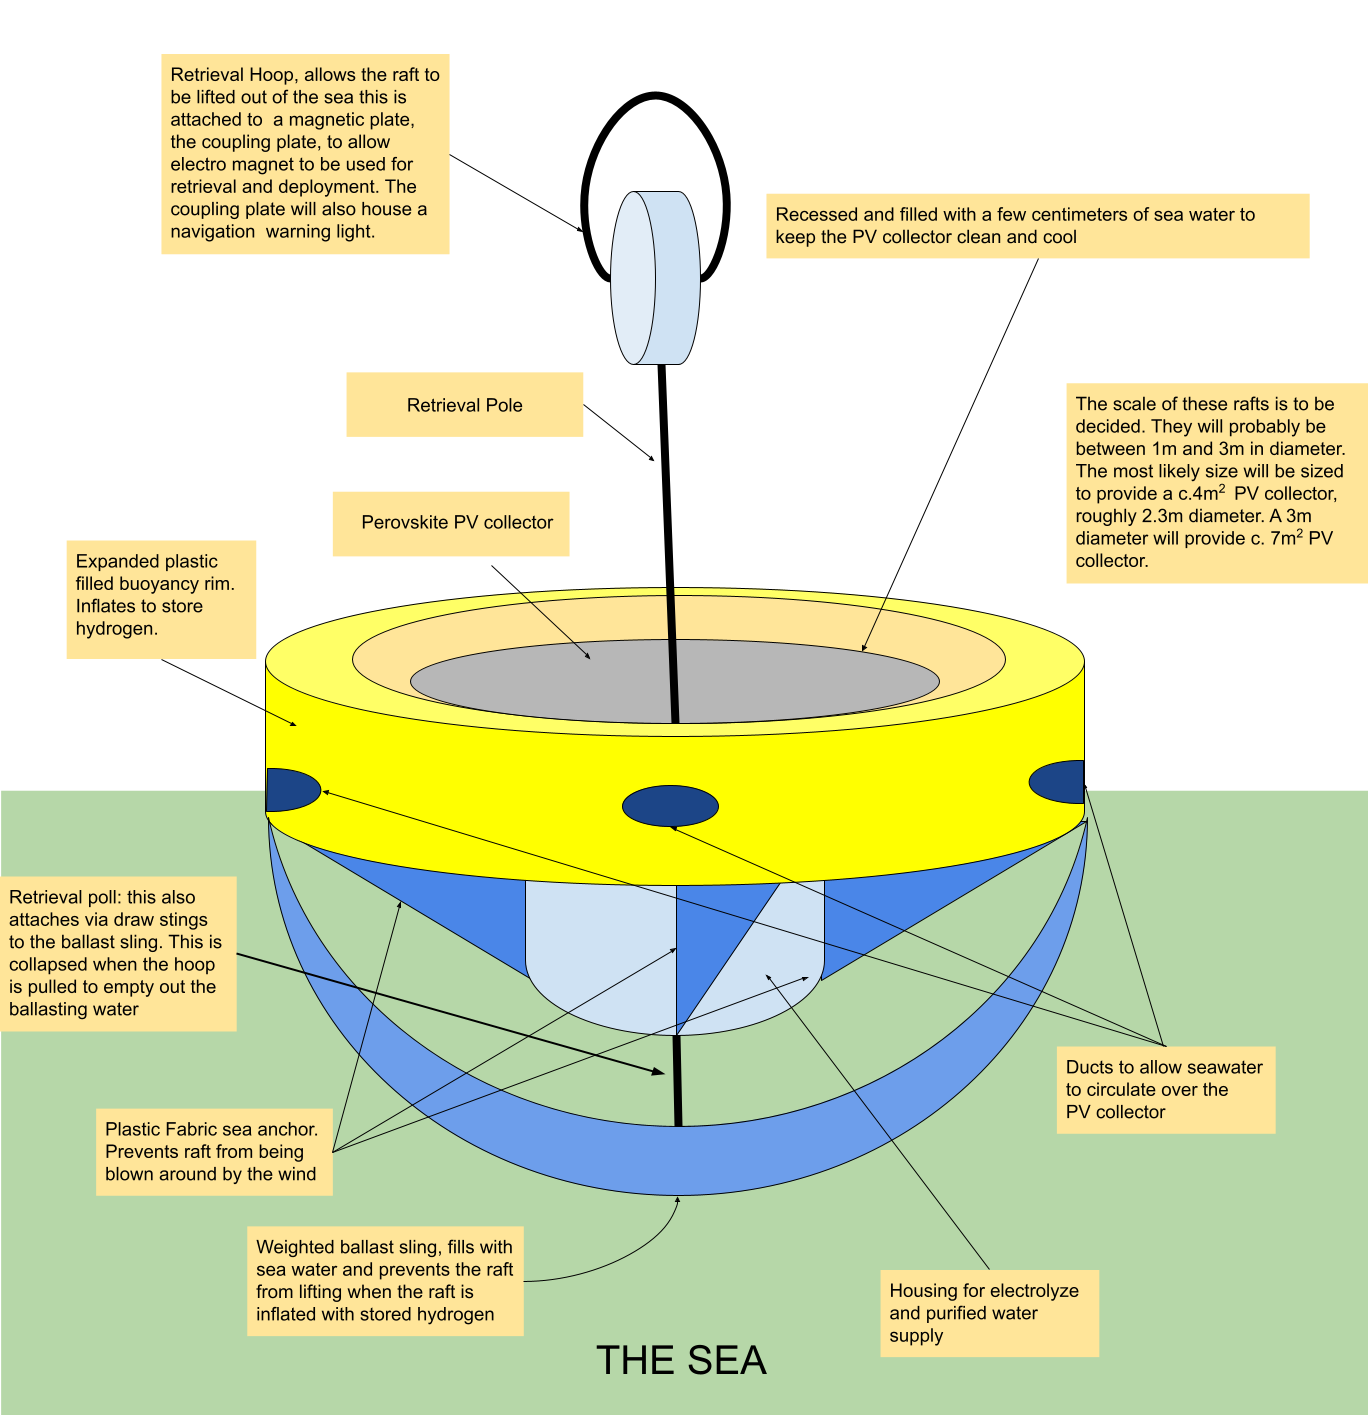 Retrieval Hoop, allows the raft to
be lifted out of the sea this is
attached to  a magnetic plate,
the coupling plate, to allow
electro magnet to be used for
retrieval and deployment. The
coupling plate will also house a
navigation  warning light.
Recessed and filled with a few centimeters of sea water to
keep the PV collector clean and cool
Retrieval Pole
The scale of these rafts is to be
decided. They will probably be
between 1m and 3m in diameter.
The most likely size will be sized
to provide a c.4m² PV collector,
roughly 2.3m diameter. A 3m
diameter will provide c. 7m² PV
collector.
Perovskite PV collector
Expanded plastic
filled buoyancy rim.
Inflates to store
hydrogen.
Retrieval poll: this also
attaches via draw stings
to the ballast sling. This is
collapsed when the hoop
is pulled to empty out the
ballasting water
Ducts to allow seawater
to circulate over the
PV collector
Plastic Fabric sea anchor.
Prevents raft from being
blown around by the wind
Weighted ballast sling, fills with
sea water and prevents the raft
from lifting when the raft is
inflated with stored hydrogen
Housing for electrolyze
and purified water
supply
THE SEA